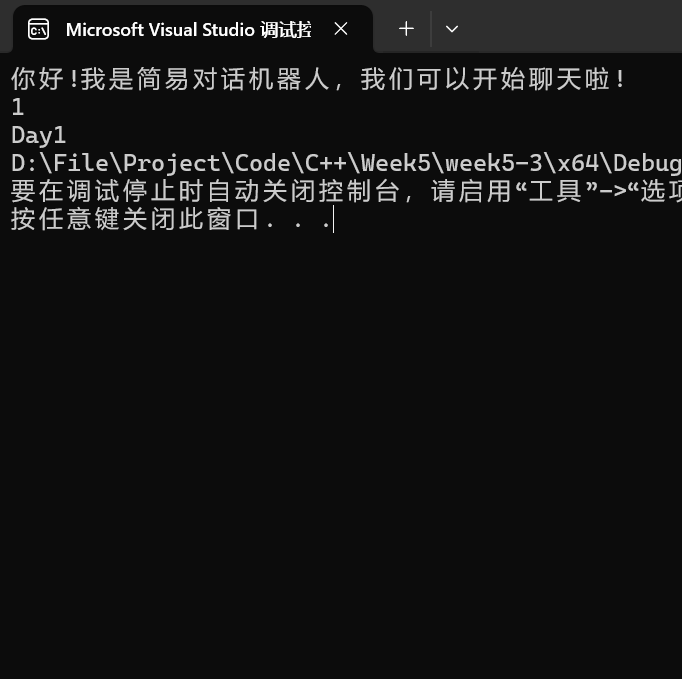 Microsoft Visual Studio 调试控
你好!我是简易对话机器人，我们可以开始聊天啦!
1
Day1
D:\File\Project\Code\C++\Week5\week5-3\x64\Debug
要在调试停止时自动关闭控制台，请启用“工具”->“选项
按任意键关闭此窗口. . .